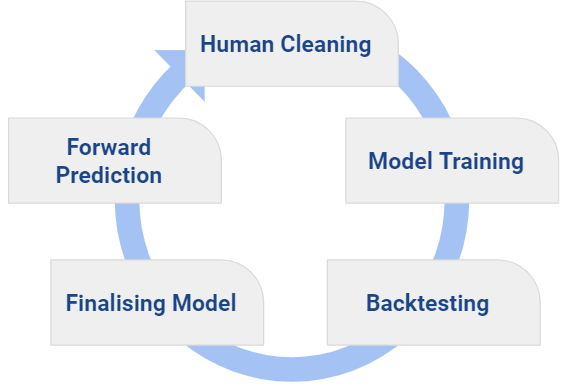 Human Cleaning
Model Training
Backtesting
Finalising Model
Forward
Prediction